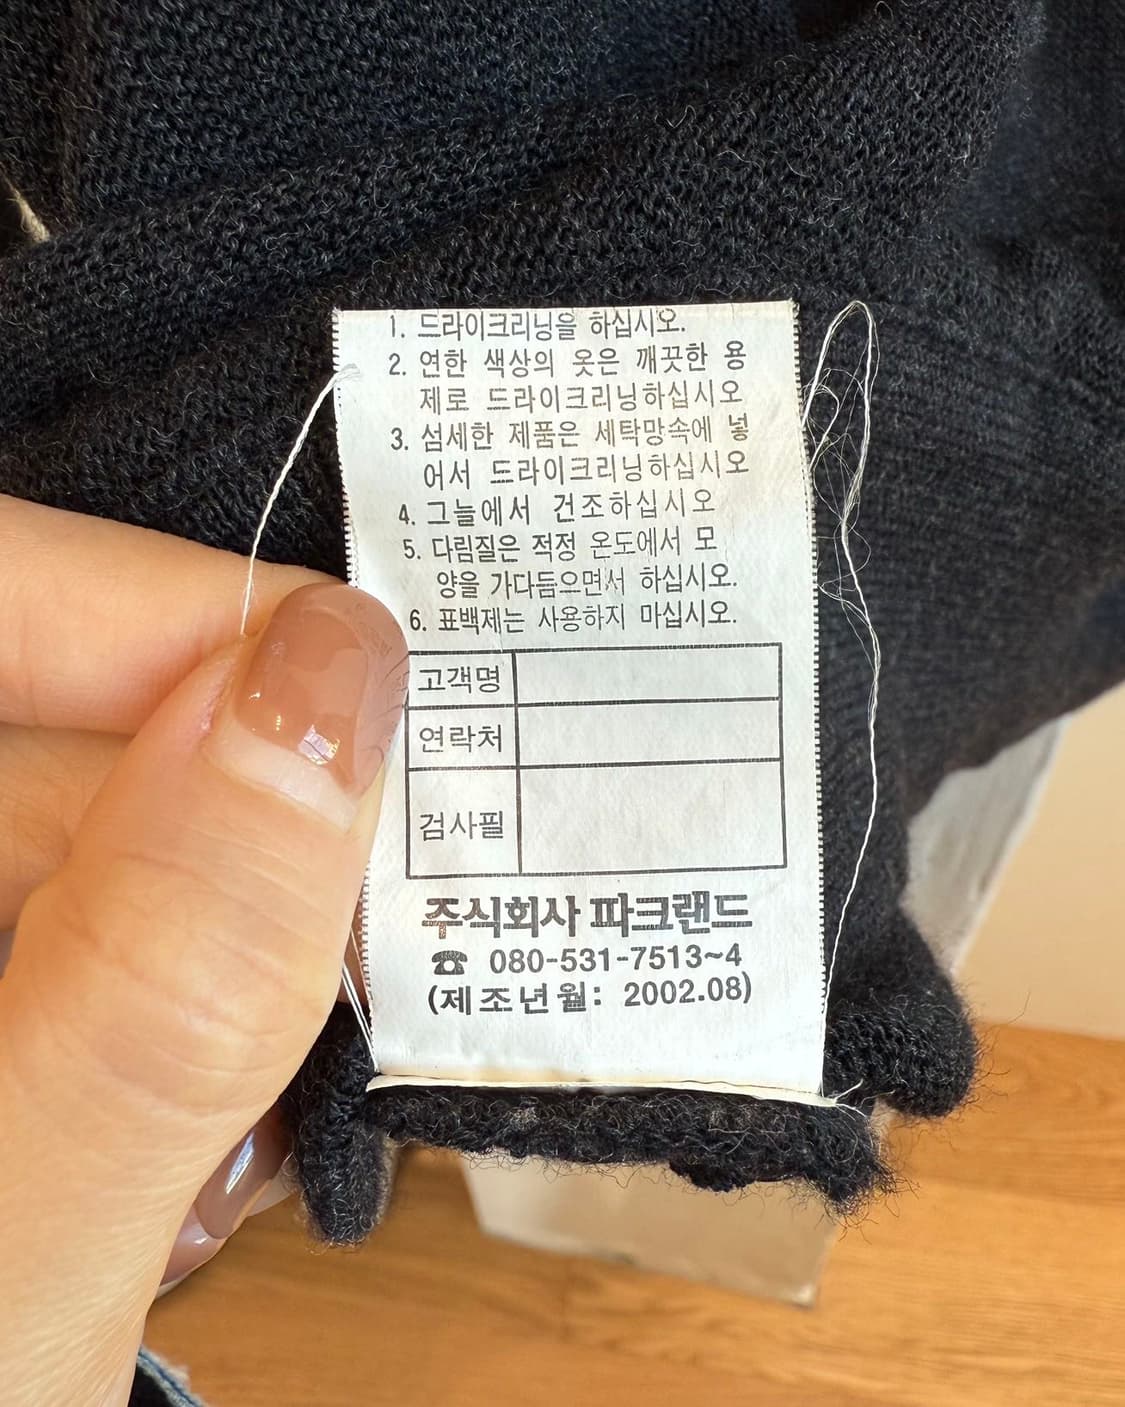 1. 드라이크리닝을 하십시오.
2. 연한 색상의 옷은 깨끗한 용
제로 드라이크리닝하십시오
3. 섬세한 제품은 세탁망속에 넣
어서 드라이크리닝하십시오
4. 그늘에서 건조하십시오
5. 다림질은 적정 온도에서 모
양을 가다듬으면서 하십시오.
6. 표백제는 사용하지 마십시오.
고객명
연락처
검사필
주식회사 파크랜드
☎ 080-531-7513~4
(제조년월: 2002.08)